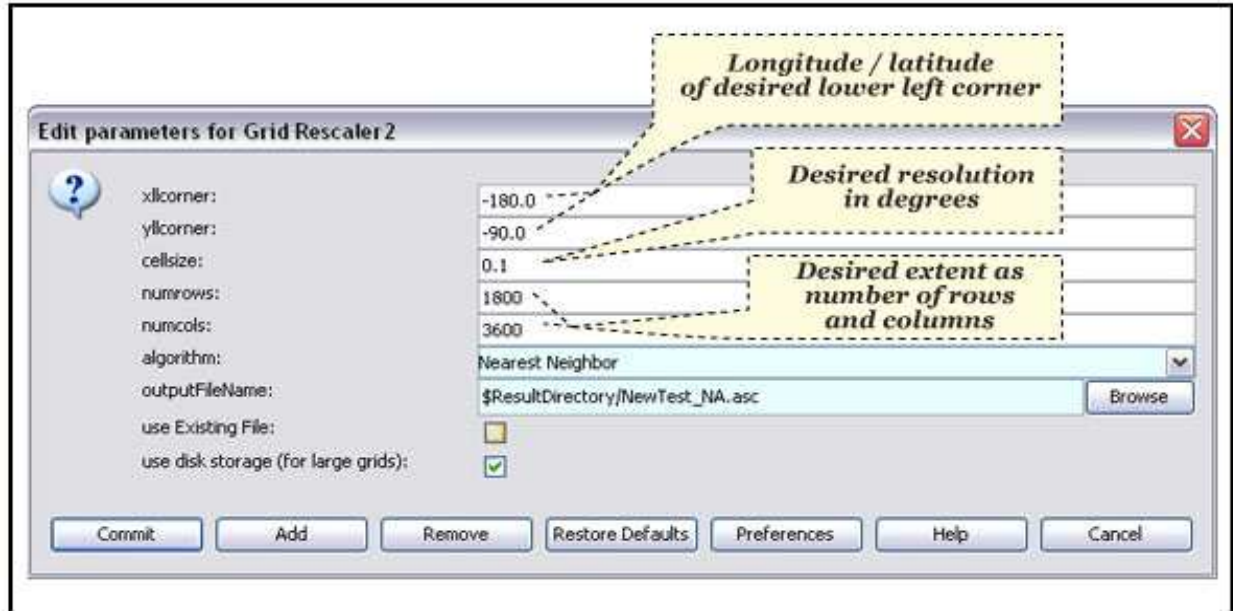 Longitude / latitude
of desired lower left corner
Edit parameters for Grid Rescaler2
?
xllcorner:
-180.0
Desired resolution
in degrees
yllcorner:
-90.0
cellsize:
0.1
Desired extent as
number of rows
and columns
numrows:
1800
numcols:
3600
algorithm:
Nearest Neighbor
outputFileName:
$ResultDirectory/NewTest_NA.asc
Browse
use Existing File:
use disk storage (for large grids):
Commit
Add
Remove
Restore Defaults
Preferences
Help
Cancel